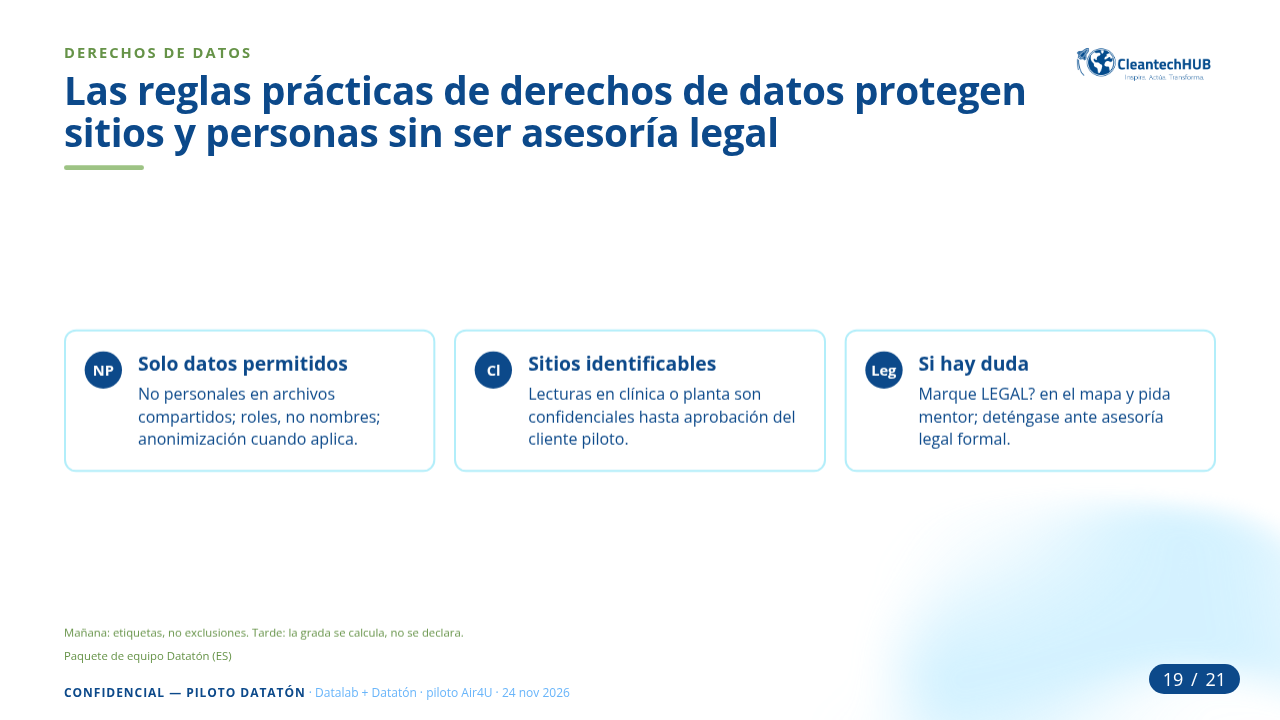 DERECHOS DE DATOS
CleantechHUB
Inspira. Actúa. Transforma.
Las reglas prácticas de derechos de datos protegen
sitios y personas sin ser asesoría legal
NP
Solo datos permitidos
No personales en archivos
compartidos; roles, no nombres;
anonimización cuando aplica.
Cl
Sitios identificables
Lecturas en clínica o planta son
confidenciales hasta aprobación del
cliente piloto.
Leg
Si hay duda
Marque LEGAL? en el mapa y pida
mentor; deténgase ante asesoría
legal formal.
Mañana: etiquetas, no exclusiones. Tarde: la grada se calcula, no se declara.
Paquete de equipo Datatón (ES)
CONFIDENCIAL — PILOTO DATATÓN · Datalab + Datatón · piloto Air4U · 24 nov 2026
19 / 21